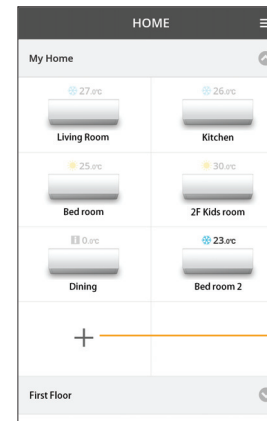 HOME
My Home
27.0℃ 26.0℃
Living Room Kitchen
25.0℃ 30.0℃
Bed room 2F Kids room
0.0℃ 23.0℃
Dining Bed room 2
+
First Floor